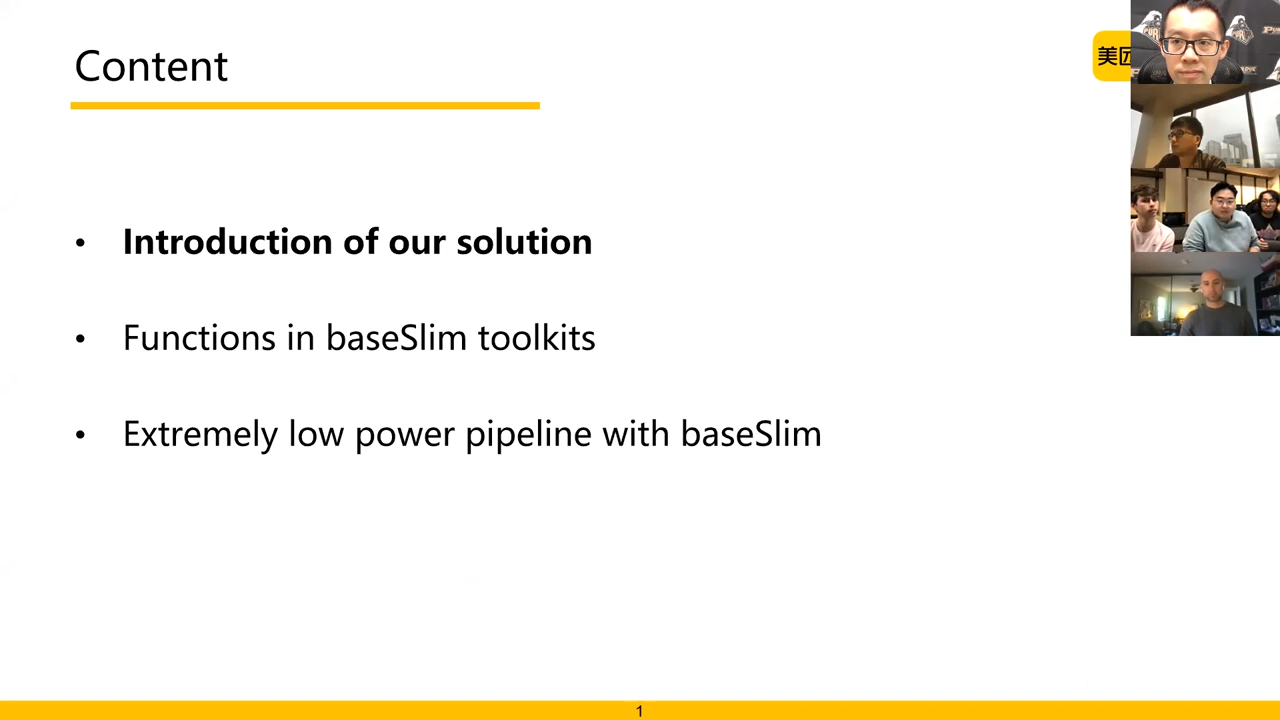 Content
美团
• Introduction of our solution
• Functions in baseSlim toolkits
• Extremely low power pipeline with baseSlim
1